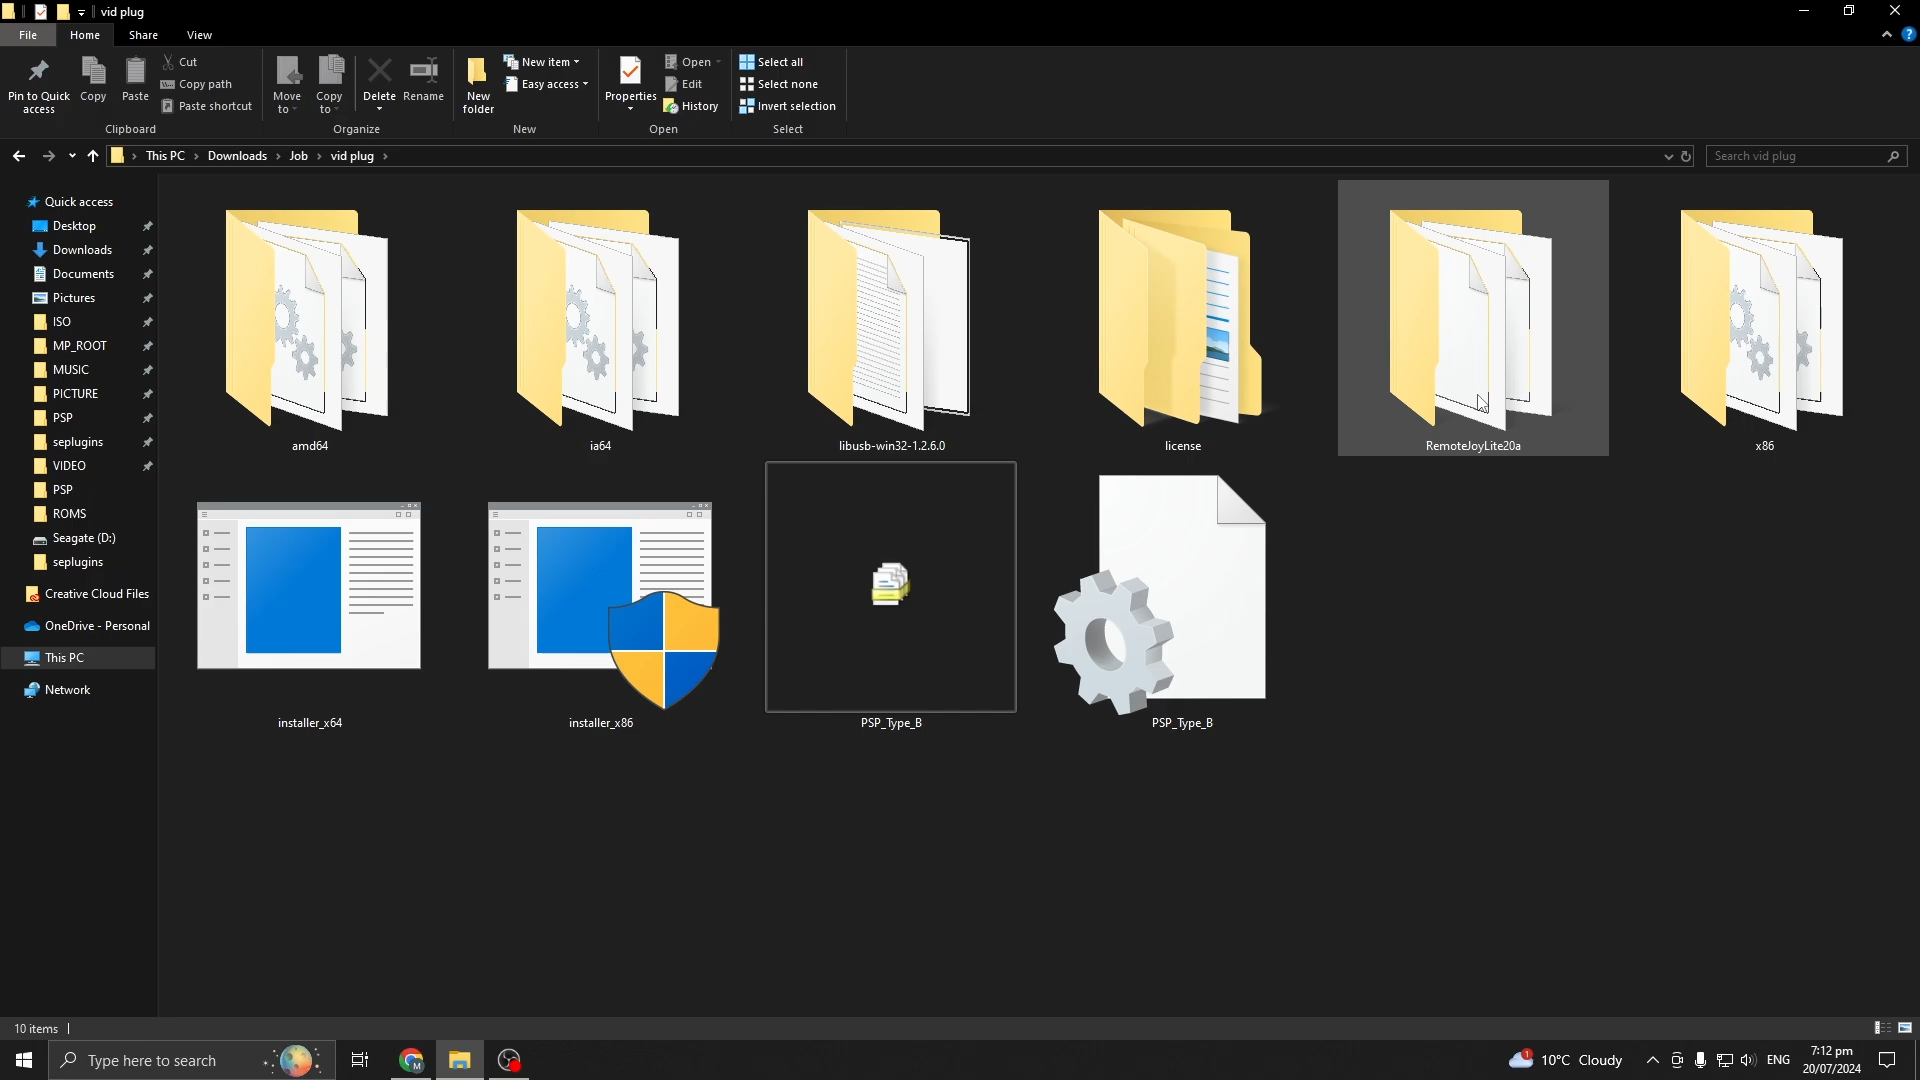 vid plug
File Home Share View
Pin to Quick access
Copy
Paste
Cut
Copy path
Paste shortcut
Clipboard
Move to
Copy to
Delete
Rename
Organize
New folder
New item
Easy access
New
Properties
Open
Edit
History
Open
Select all
Select none
Invert selection
Select
This PC Downloads Job vid plug
Search vid plug
Quick access
Desktop
Downloads
Documents
Pictures
ISO
MP_ROOT
MUSIC
PICTURE
PSP
seplugins
VIDEO
PSP
ROMS
Seagate (D:)
seplugins
Creative Cloud Files
OneDrive - Personal
This PC
Network
amd64
ia64
libusb-win32-1.2.6.0
license
RemoteJoyLite20a
x86
installer_x64
installer_x86
PSP_Type_B
PSP_Type_B
10 items
Type here to search
M
1
10°C Cloudy
ENG
7:12 pm
20/07/2024